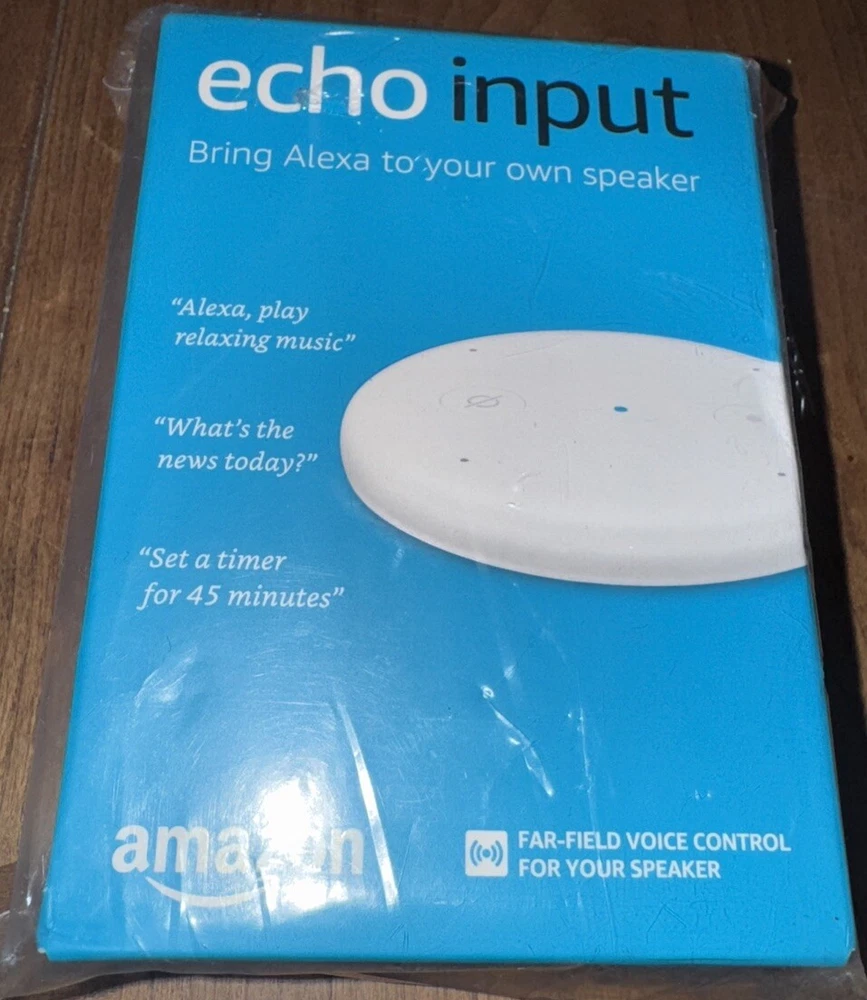 echo input
Bring Alexa to your own speaker
“Alexa, play
relaxing music”
“What’s the
news today?”
“Set a timer
for 45 minutes”
amazon
FAR-FIELD VOICE CONTROL
FOR YOUR SPEAKER